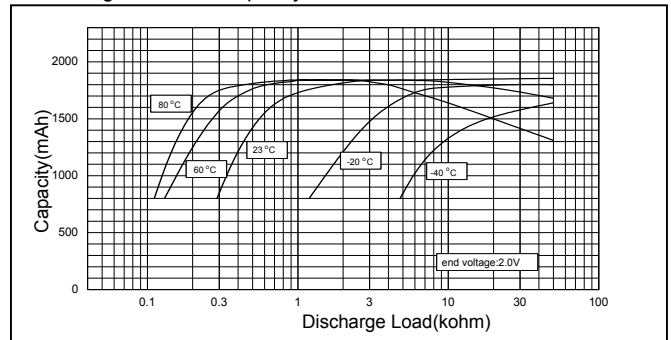 2000
1500
1000
500
0
Capacity(mAh)
80 °C
60 °C
23 °C
-20 °C
-40 °C
end voltage:2.0V
0.1 0.3 1 3 10 30 100
Discharge Load(kohm)